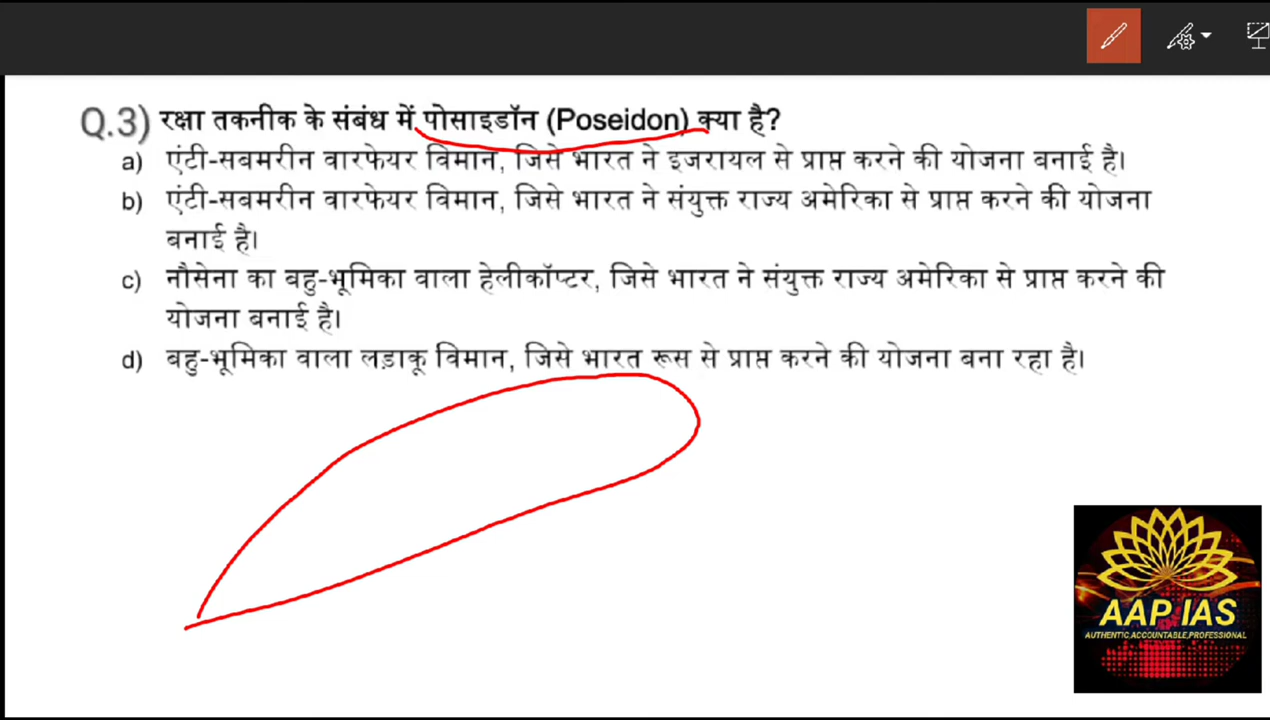 Q.3) रक्षा तकनीक के संबंध में पोसाइडॉन (Poseidon) क्या है?
a) एंटी-सबमरीन वारफेयर विमान, जिसे भारत ने इजरायल से प्राप्त करने की योजना बनाई है।
b) एंटी-सबमरीन वारफेयर विमान, जिसे भारत ने संयुक्त राज्य अमेरिका से प्राप्त करने की योजना
बनाई है।
c) नौसेना का बहु-भूमिका वाला हेलीकॉप्टर, जिसे भारत ने संयुक्त राज्य अमेरिका से प्राप्त करने की
योजना बनाई है।
d) बहु-भूमिका वाला लड़ाकू विमान, जिसे भारत रूस से प्राप्त करने की योजना बना रहा है।
AAP IAS
AUTHENTIC,ACCOUNTABLE,PROFESSIONAL